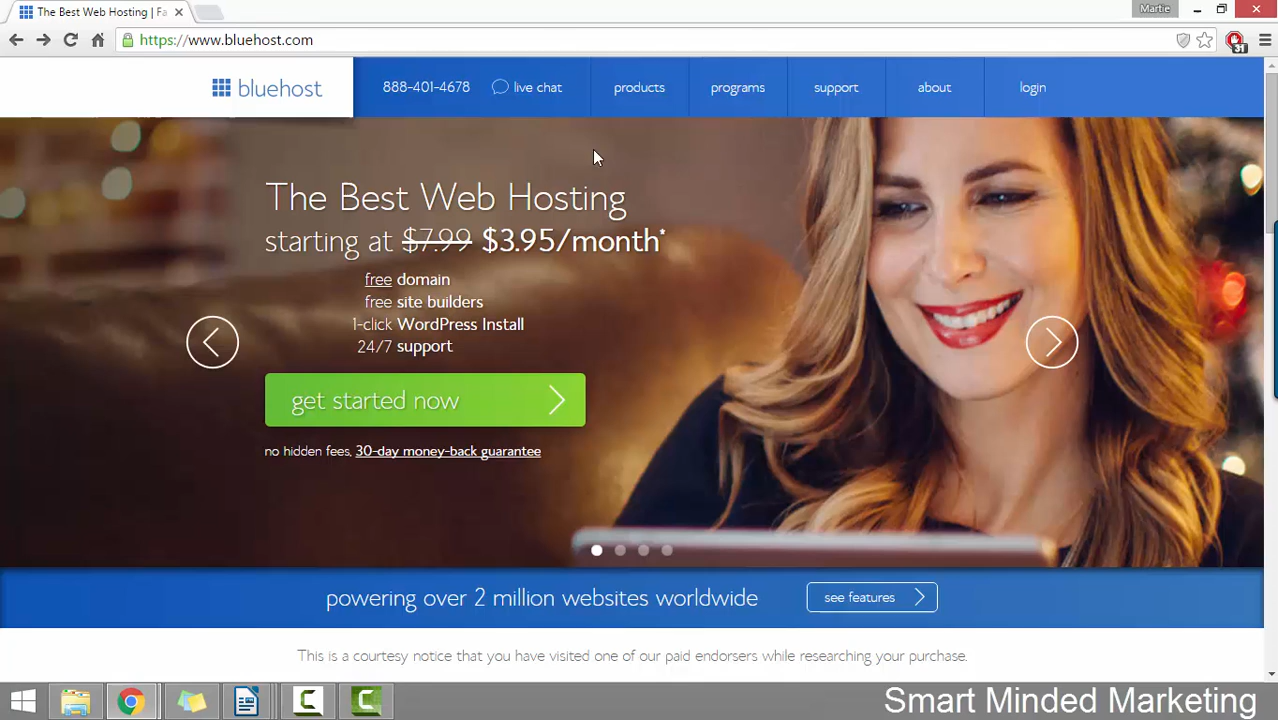 The Best Web Hosting | Fa
Martie
https://www.bluehost.com
31
bluehost
888-401-4678
live chat
products
programs
support
about
login
The Best Web Hosting
starting at $7.99 $3.95/month*
free domain
free site builders
1-click WordPress Install
24/7 support
get started now
no hidden fees, 30-day money-back guarantee
powering over 2 million websites worldwide
see features
This is a courtesy notice that you have visited one of our paid endorsers while researching your purchase.
Smart Minded Marketing